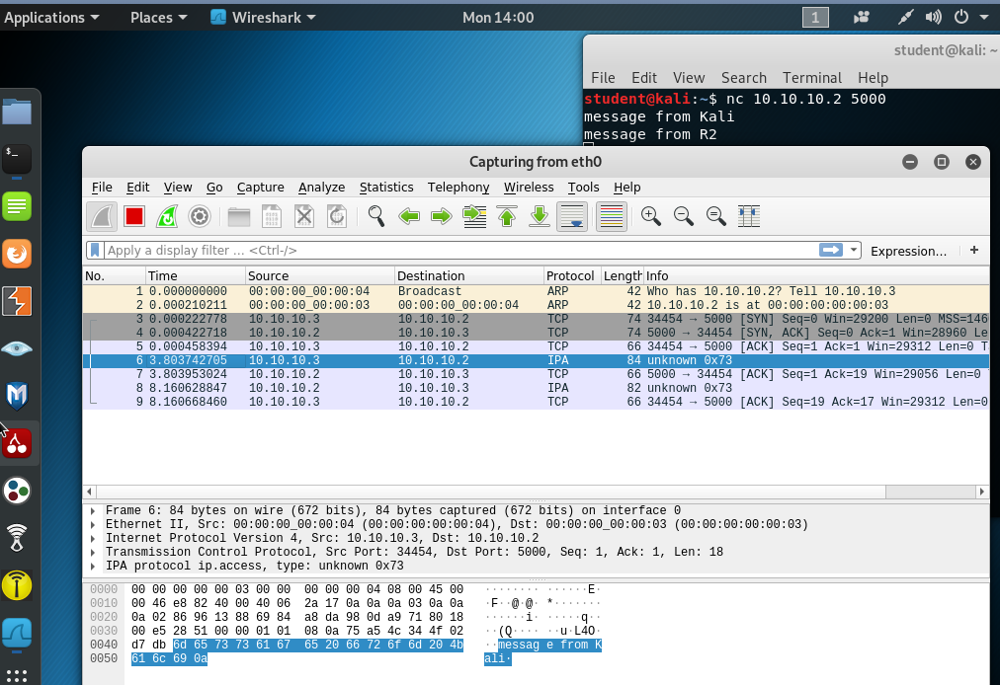 Applications Places Wireshark Mon 14:00 1
student@kali: ~
File Edit View Search Terminal Help
student@kali:~$ nc 10.10.10.2 5000
message from Kali
message from R2
Capturing from eth0
File Edit View Go Capture Analyze Statistics Telephony Wireless Tools Help
Apply a display filter … <Ctrl-/> Expression… +
No. Time Source Destination Protocol Length Info
1 0.000000000 00:00:00_00:00:04 Broadcast ARP 42 Who has 10.10.10.2? Tell 10.10.10.3
2 0.000210211 00:00:00_00:00:03 00:00:00_00:00:04 ARP 42 10.10.10.2 is at 00:00:00:00:00:03
3 0.000222778 10.10.10.3 10.10.10.2 TCP 74 34454 → 5000 [SYN] Seq=0 Win=29200 Len=0 MSS=146
4 0.000422718 10.10.10.2 10.10.10.3 TCP 74 5000 → 34454 [SYN, ACK] Seq=0 Ack=1 Win=28960 Le
5 0.000458394 10.10.10.3 10.10.10.2 TCP 66 34454 → 5000 [ACK] Seq=1 Ack=1 Win=29312 Len=0 T
6 3.803742705 10.10.10.3 10.10.10.2 IPA 84 unknown 0x73
7 3.803953024 10.10.10.2 10.10.10.3 TCP 66 5000 → 34454 [ACK] Seq=1 Ack=19 Win=29056 Len=0
8 8.160628847 10.10.10.2 10.10.10.3 IPA 82 unknown 0x73
9 8.160668460 10.10.10.3 10.10.10.2 TCP 66 34454 → 5000 [ACK] Seq=19 Ack=17 Win=29312 Len=0
Frame 6: 84 bytes on wire (672 bits), 84 bytes captured (672 bits) on interface 0
Ethernet II, Src: 00:00:00_00:00:04 (00:00:00:00:00:04), Dst: 00:00:00_00:00:03 (00:00:00:00:00:03)
Internet Protocol Version 4, Src: 10.10.10.3, Dst: 10.10.10.2
Transmission Control Protocol, Src Port: 34454, Dst Port: 5000, Seq: 1, Ack: 1, Len: 18
IPA protocol ip.access, type: unknown 0x73
0000 00 00 00 00 00 03 00 00 00 00 00 04 08 00 45 00 ········ ······E·
0010 00 46 e8 82 40 00 40 06 2a 17 0a 0a 0a 03 0a 0a ·F··@·@· *·······
0020 0a 02 86 96 13 88 69 84 a8 da 98 0d a9 71 80 18 ······i· ·····q··
0030 00 e5 28 51 00 00 01 01 08 0a 75 a5 4c 34 4f 02 ··(Q···· ··u·L4O·
0040 d7 db 6d 65 73 73 61 67 65 20 66 72 6f 6d 20 4b ··messag e from K
0050 61 6c 69 0a ali·